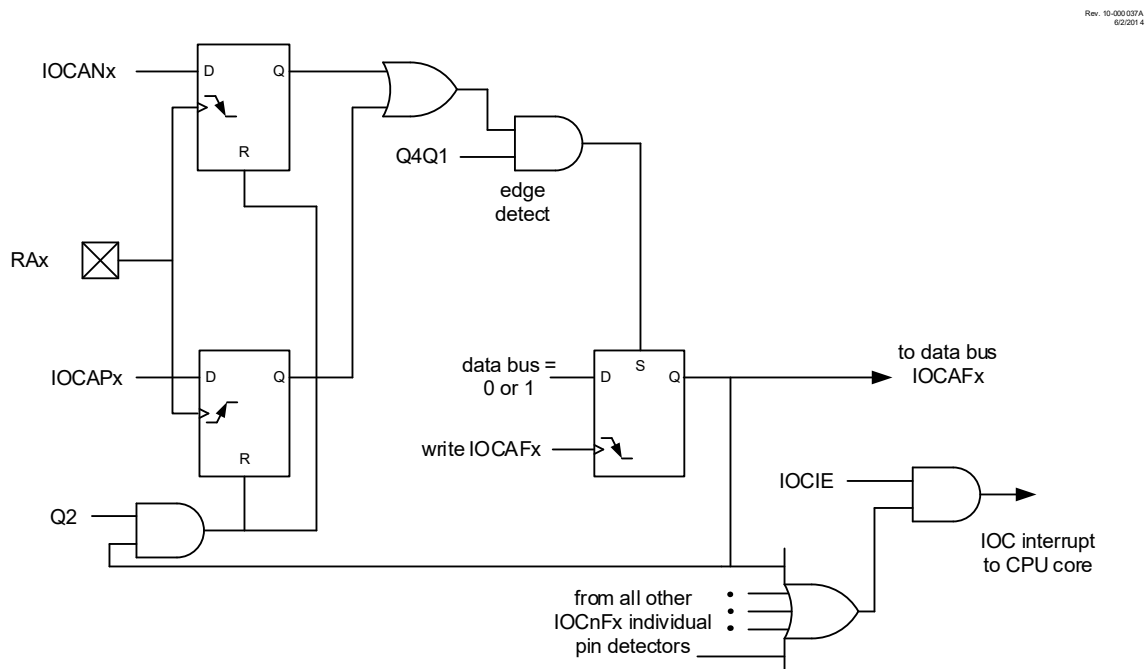 Rev. 10-000037A
6/2/2014
IOCANx
D
Q
R
Q4Q1
edge
detect
RAx
IOCAPx
D
Q
R
data bus =
0 or 1
D
S
Q
to data bus
IOCAFx
write IOCAFx
IOCIE
Q2
IOC interrupt
to CPU core
from all other
IOCnFx individual
pin detectors